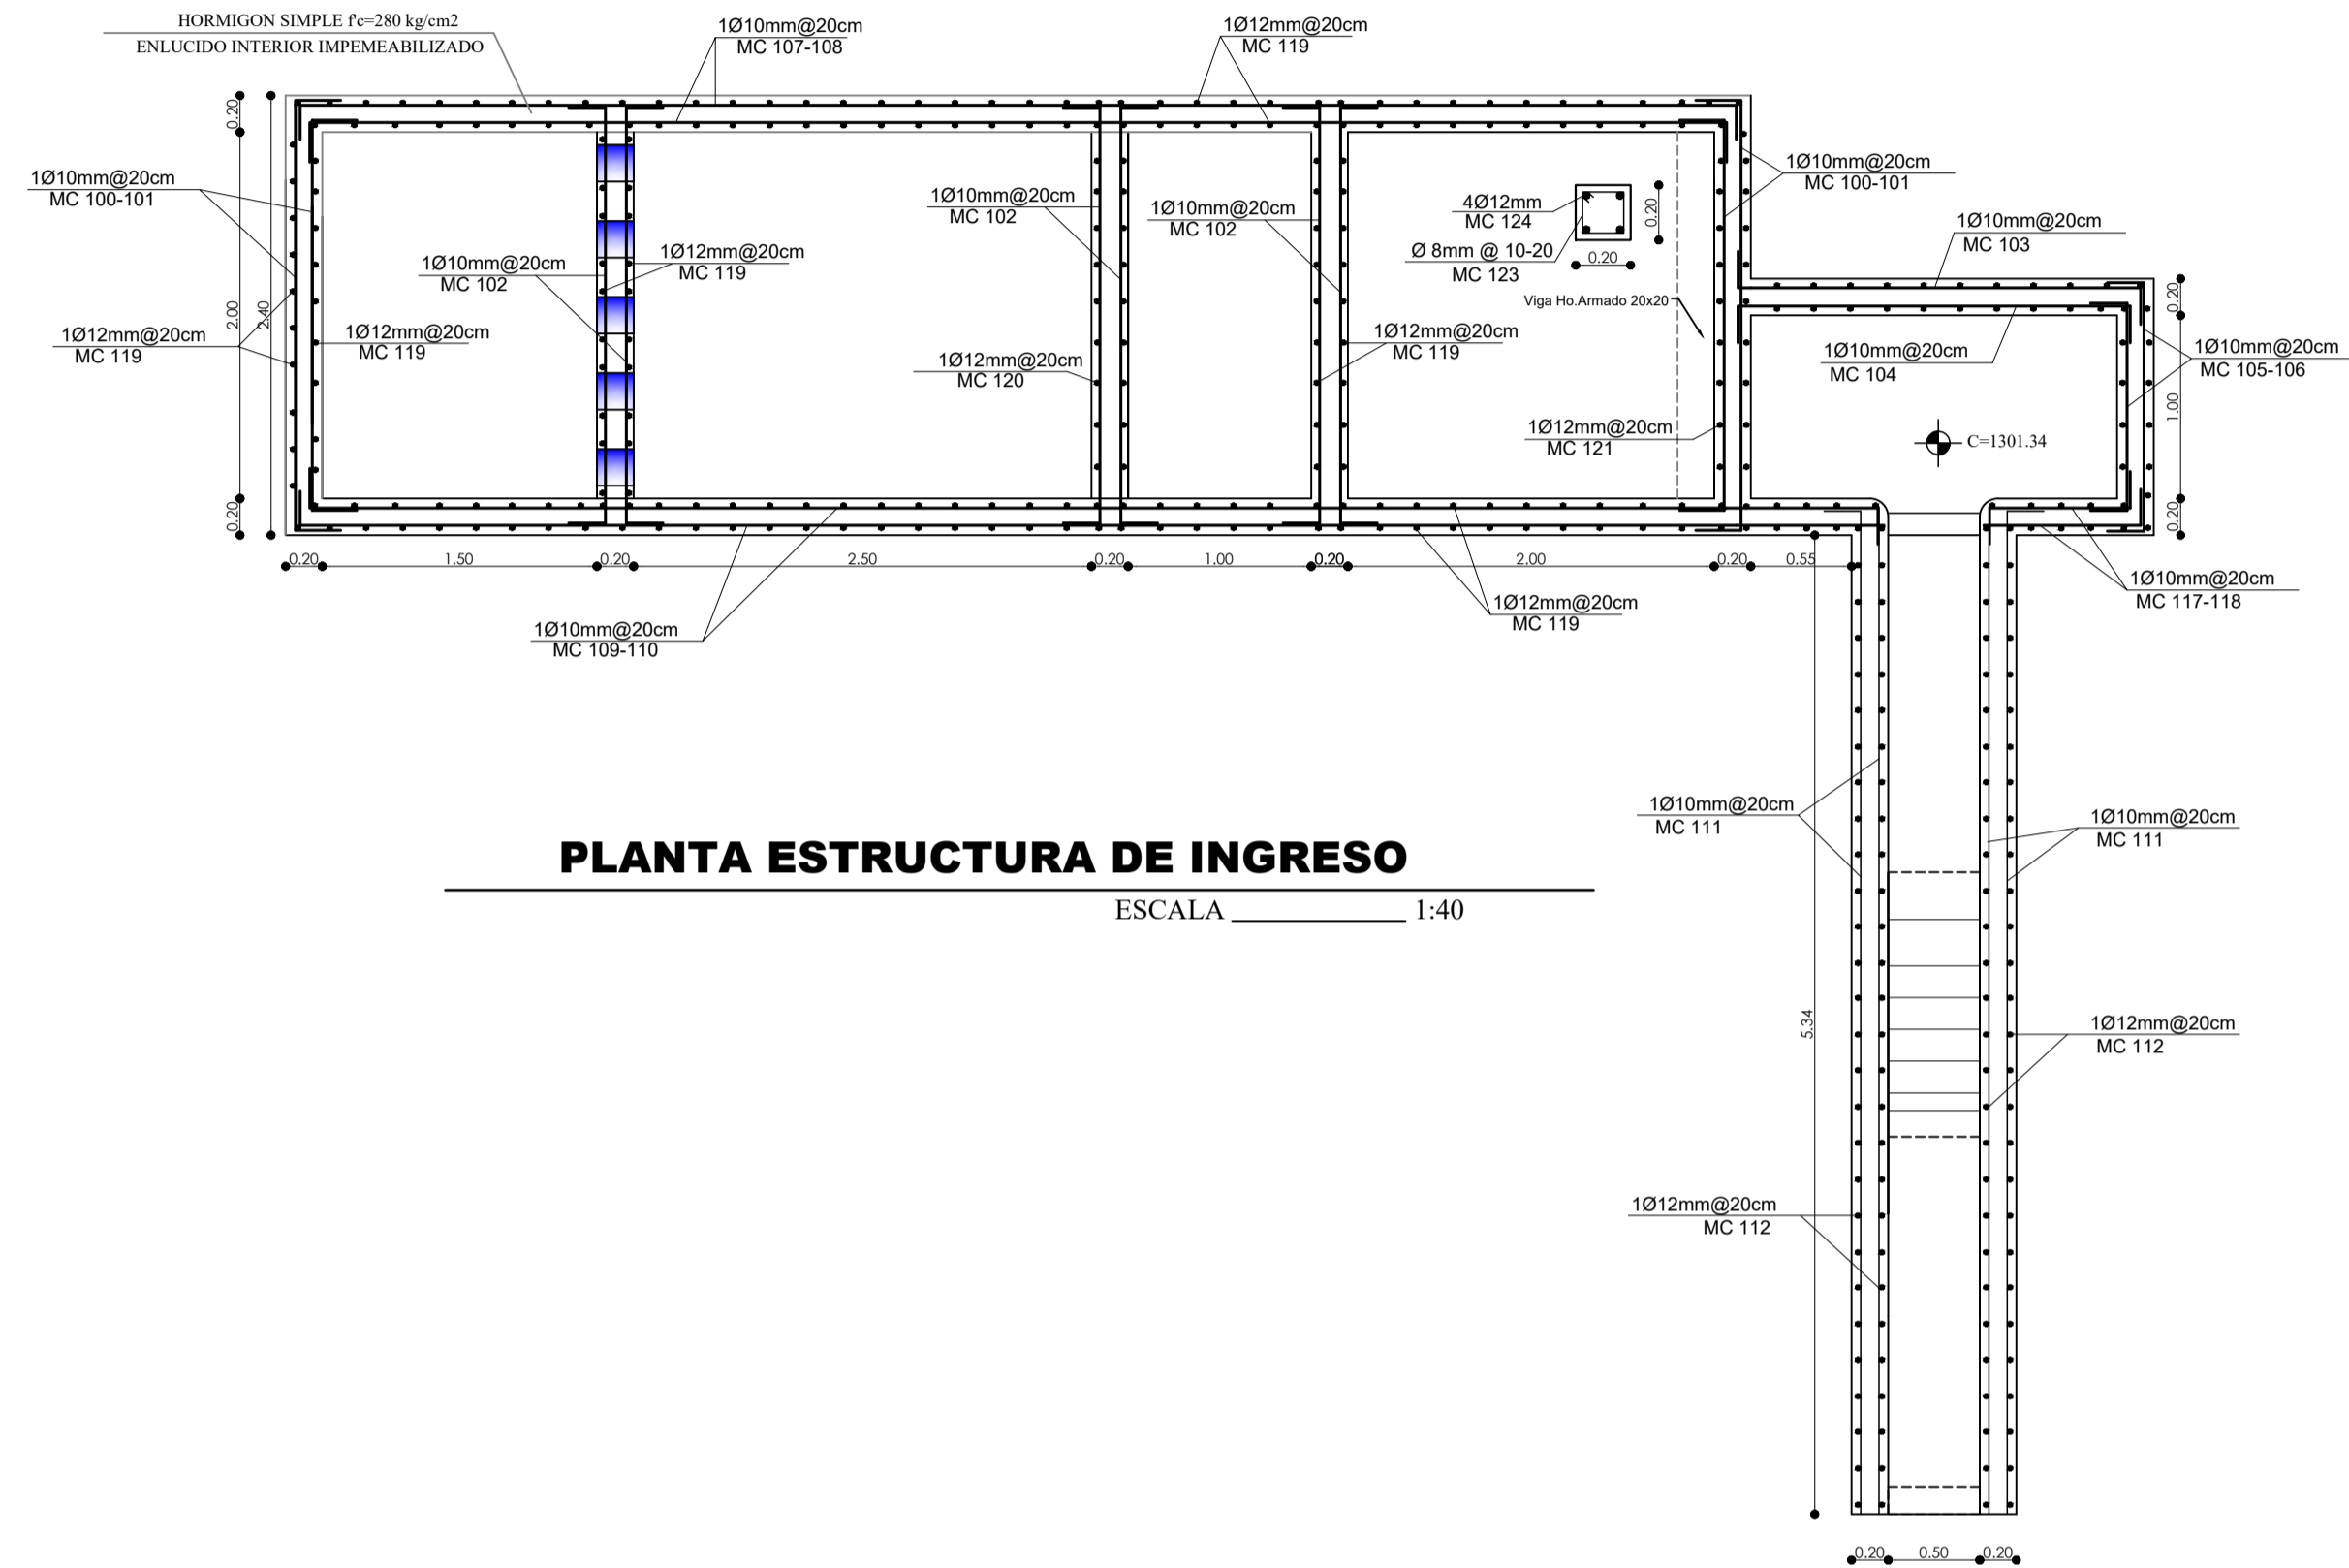 HORMIGON SIMPLE f'c=280 kg/cm2
ENLUCIDO INTERIOR IMPEMEABILIZADO
1Ø10mm@20cm
MC 107-108
1Ø12mm@20cm
MC 119
0.20
2.00
0.20
2.40
1Ø10mm@20cm
MC 100-101
1Ø12mm@20cm
MC 119
1Ø12mm@20cm
MC 119
1Ø10mm@20cm
MC 102
1Ø12mm@20cm
MC 119
1Ø10mm@20cm
MC 102
1Ø12mm@20cm
MC 120
1Ø10mm@20cm
MC 102
1Ø12mm@20cm
MC 119
4Ø12mm
MC 124
Ø 8mm @ 10-20
MC 123
0.20
0.20
Viga Ho.Armado 20x20
1Ø12mm@20cm
MC 121
1Ø10mm@20cm
MC 100-101
1Ø10mm@20cm
MC 103
1Ø10mm@20cm
MC 104
1Ø10mm@20cm
MC 105-106
0.20
1.00
0.20
C=1301.34
0.20
1.50
0.20
2.50
0.20
1.00
0.20
2.00
0.20
0.55
1Ø10mm@20cm
MC 109-110
1Ø12mm@20cm
MC 119
1Ø10mm@20cm
MC 117-118
1Ø10mm@20cm
MC 111
1Ø10mm@20cm
MC 111
PLANTA ESTRUCTURA DE INGRESO
ESCALA ____________ 1:40
5.34
1Ø12mm@20cm
MC 112
1Ø12mm@20cm
MC 112
0.20
0.50
0.20